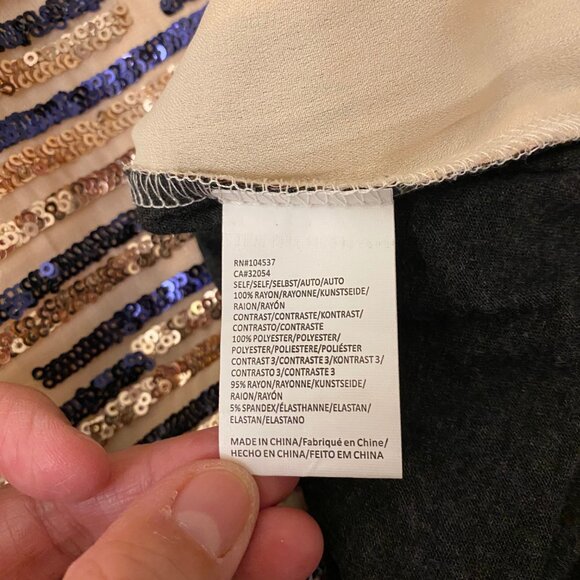 RN#104537
CA#32054
SELF/SELF/SELBST/AUTO/AUTO
100% RAYON/RAYONNE/KUNSTSEIDE/
RAION/RAYÓN
CONTRAST/CONTRASTE/KONTRAST/
CONTRASTO/CONTRASTE
100% POLYESTER/POLYESTER/
POLYESTER/POLIESTERE/POLIÉSTER
CONTRAST 3/CONTRASTE 3/KONTRAST 3/
CONTRASTO 3/CONTRASTE 3
95% RAYON/RAYONNE/KUNSTSEIDE/
RAION/RAYÓN
5% SPANDEX/ÉLASTHANNE/ELASTAN/
ELASTAN/ELASTANO
MADE IN CHINA/Fabriqué en Chine/
HECHO EN CHINA/FEITO EM CHINA